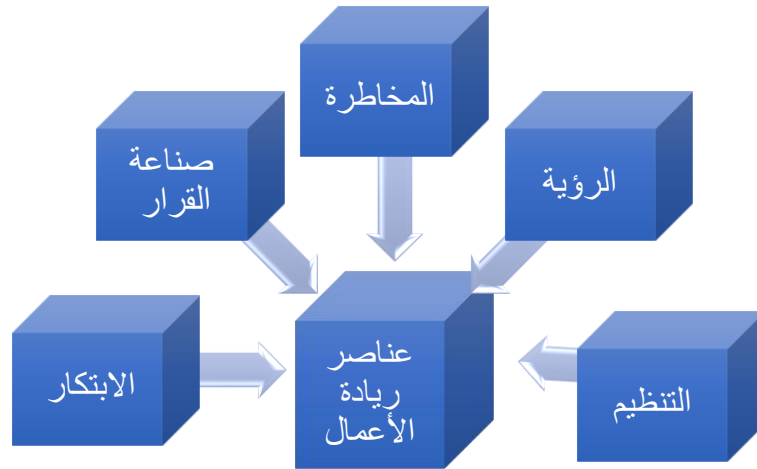 المخاطرة
الرؤية
صناعة
القرار
التنظيم
عناصر
ريادة
الأعمال
الابتكار